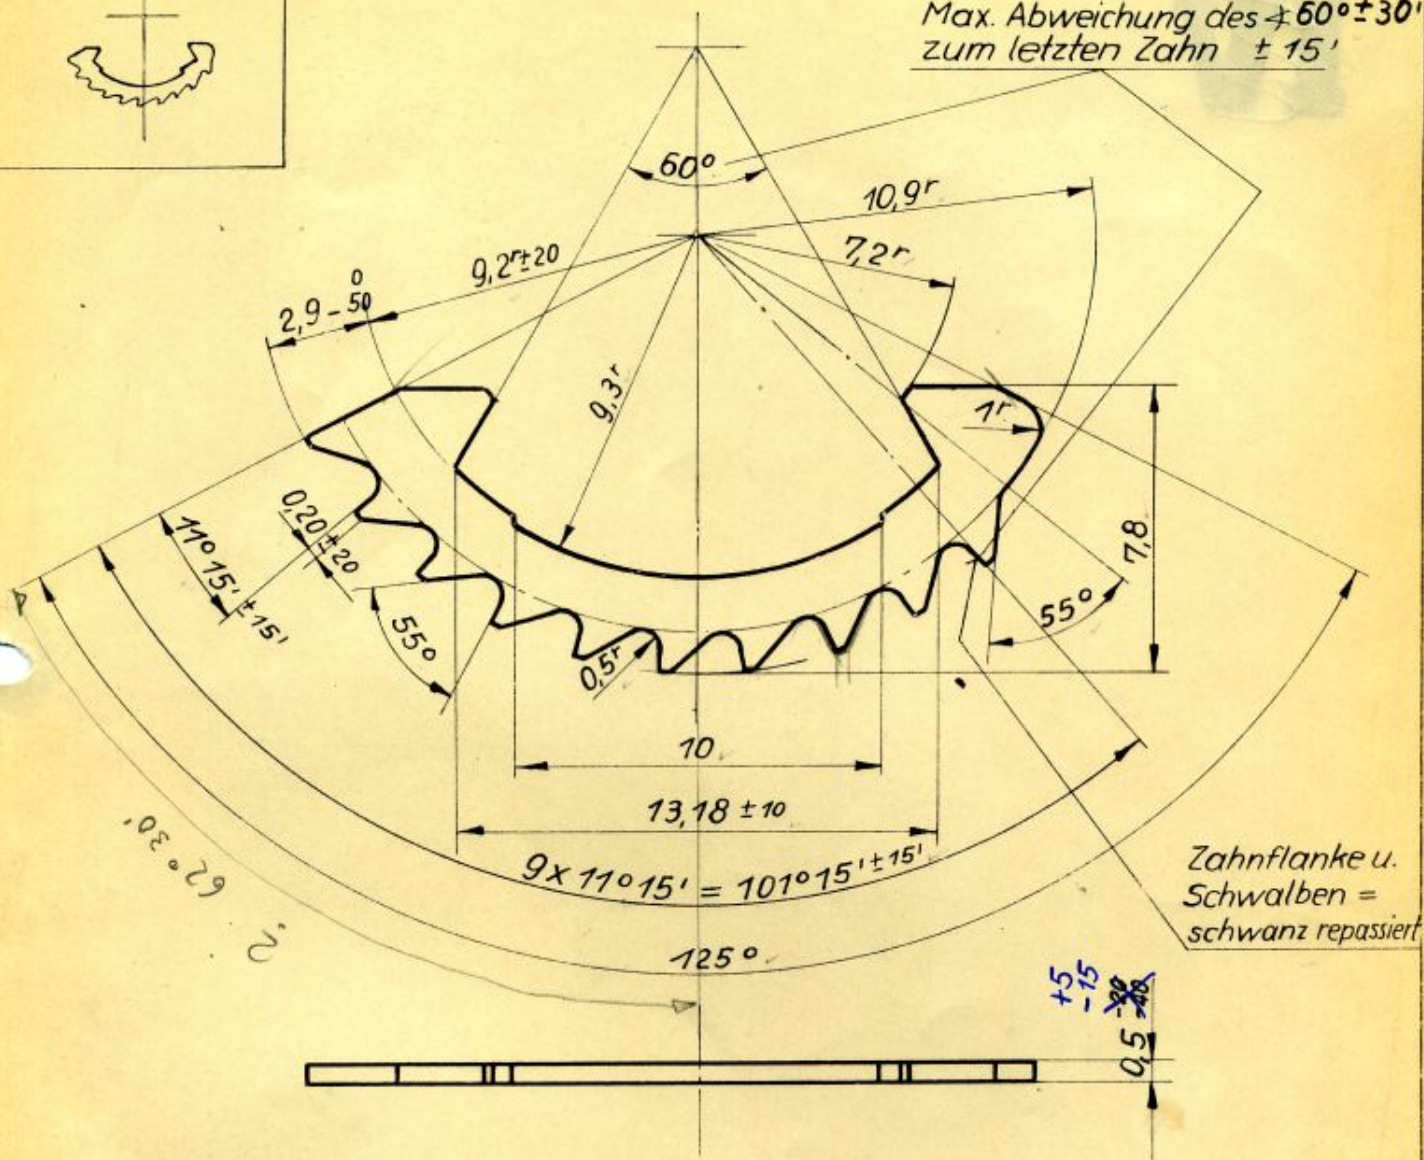 Max. Abweichung des ∢ 60° ± 30'
zum letzten Zahn ± 15'
60°
10,9r
7,2r
9,2r±20
0
2,9 - 50
9,3r
1r
7,8
0,20 ±20
11° 15' ±15'
55°
55°
0,5r
10
13,18 ±10
9 x 11° 15' = 101° 15' ±15'
125°
2. 62° 30'
Zahnflanke u.
Schwalben =
schwanz repassiert
+5
-15
-20
-40
0,5